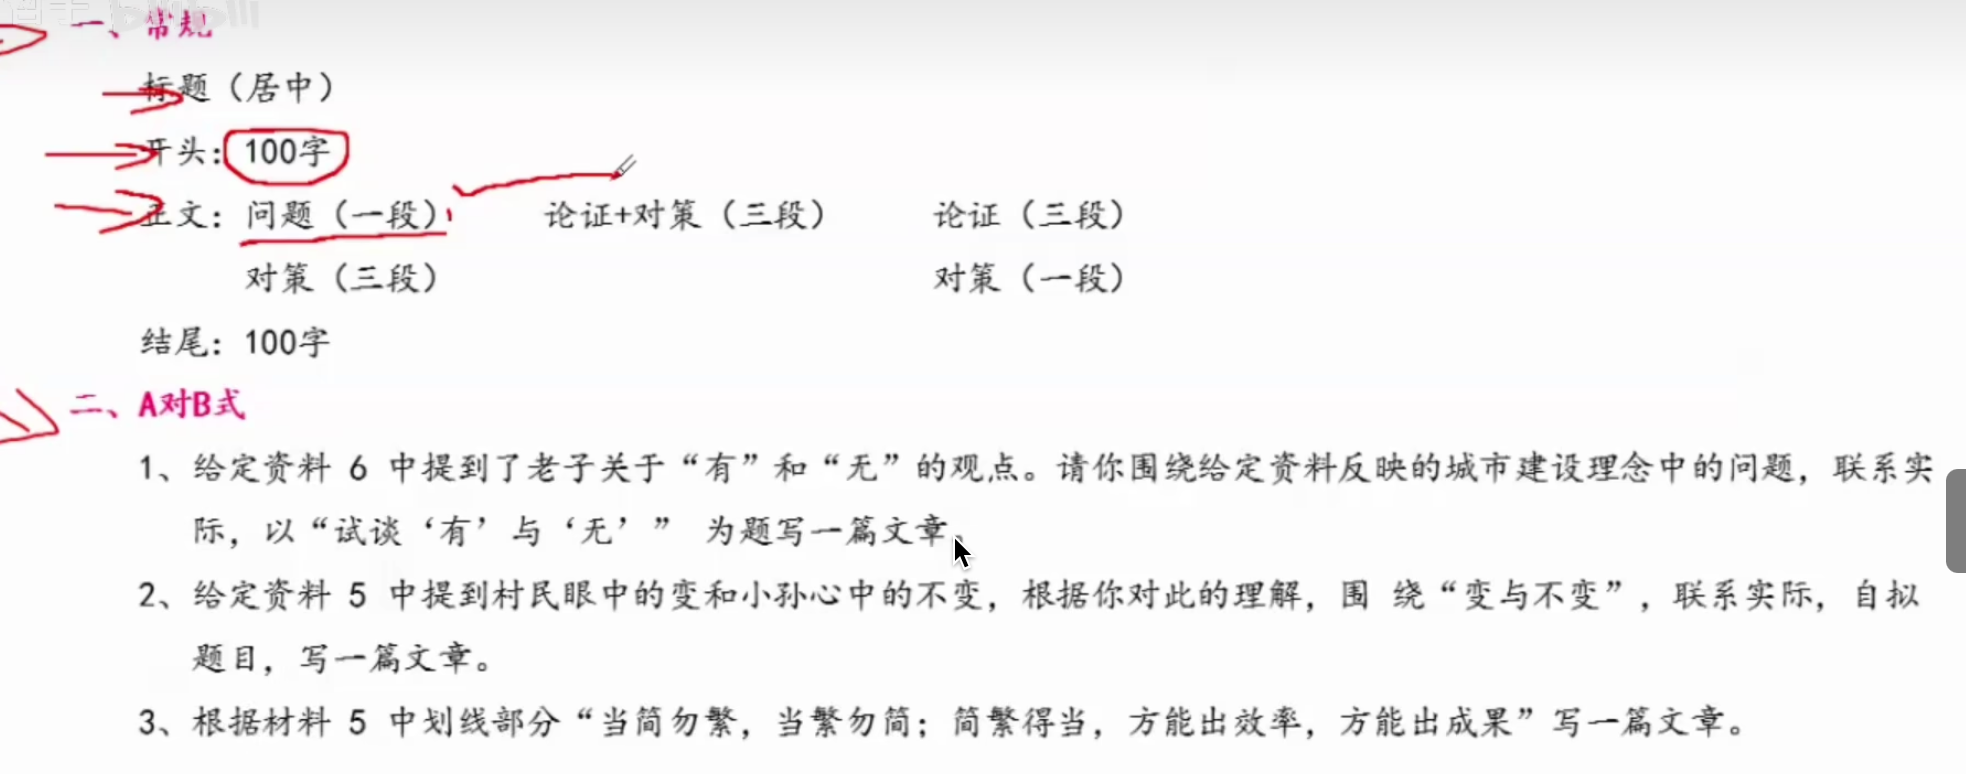 一、常规
标题（居中）
开头：100字
正文：问题（一段） 论证+对策（三段） 论证（三段）
对策（三段） 对策（一段）
结尾：100字
二、A对B式
1、给定资料 6 中提到了老子关于“有”和“无”的观点。请你围绕给定资料反映的城市建设理念中的问题，联系实
际，以“试谈‘有’与‘无’” 为题写一篇文章。
2、给定资料 5 中提到村民眼中的变和小孙心中的不变，根据你对此的理解，围 绕“变与不变”，联系实际，自拟
题目，写一篇文章。
3、根据材料 5 中划线部分“当简勿繁，当繁勿简；简繁得当，方能出效率，方能出成果”写一篇文章。